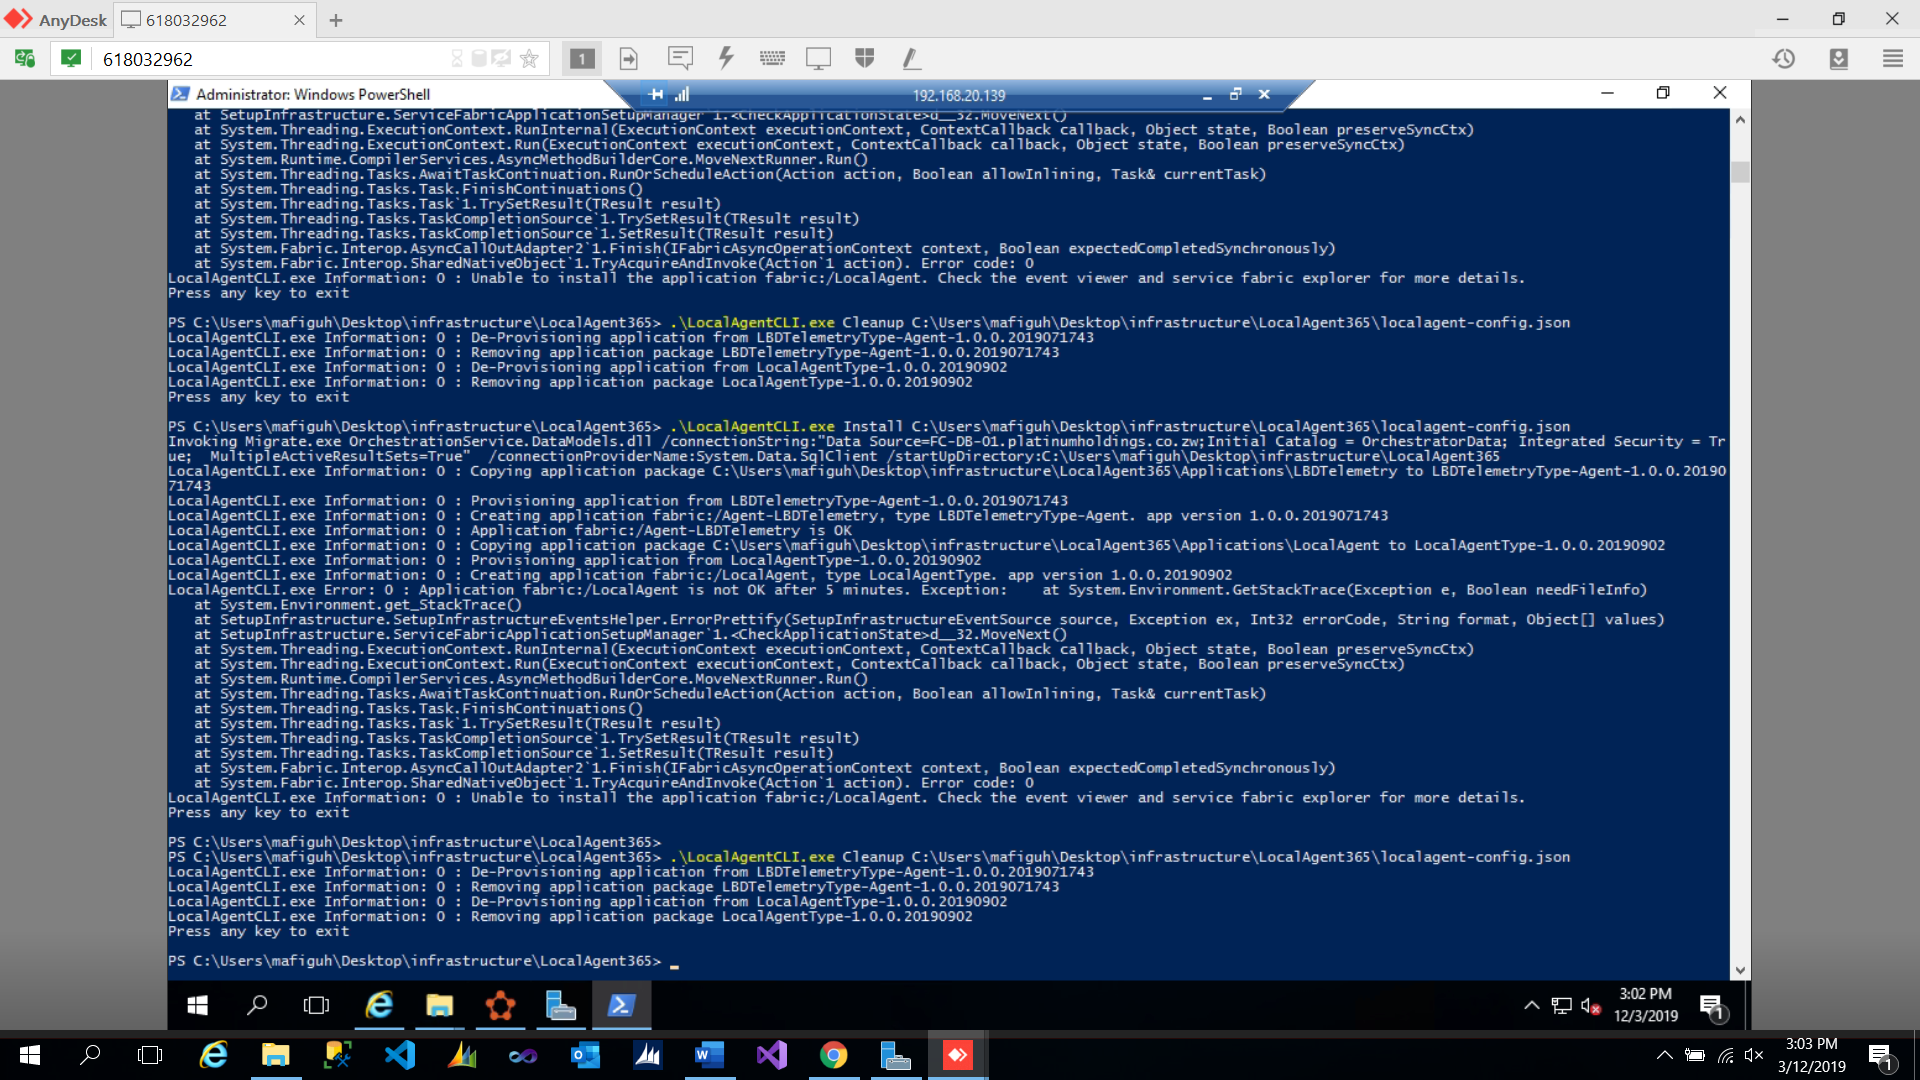 AnyDesk
618032962
618032962
1
Administrator: Windows PowerShell
192.168.20.139
at SetupInfrastructure.ServiceFabricApplicationSetupManager`1.<CheckApplicationState>d__32.MoveNext()
at System.Threading.ExecutionContext.RunInternal(ExecutionContext executionContext, ContextCallback callback, Object state, Boolean preserveSyncCtx)
at System.Threading.ExecutionContext.Run(ExecutionContext executionContext, ContextCallback callback, Object state, Boolean preserveSyncCtx)
at System.Runtime.CompilerServices.AsyncMethodBuilderCore.MoveNextRunner.Run()
at System.Threading.Tasks.AwaitTaskContinuation.RunOrScheduleAction(Action action, Boolean allowInlining, Task& currentTask)
at System.Threading.Tasks.Task.FinishContinuations()
at System.Threading.Tasks.Task`1.TrySetResult(TResult result)
at System.Threading.Tasks.TaskCompletionSource`1.TrySetResult(TResult result)
at System.Threading.Tasks.TaskCompletionSource`1.SetResult(TResult result)
at System.Fabric.Interop.AsyncCallOutAdapter2`1.Finish(IFabricAsyncOperationContext context, Boolean expectedCompletedSynchronously)
at System.Fabric.Interop.SharedNativeObject`1.TryAcquireAndInvoke(Action`1 action). Error code: 0
LocalAgentCLI.exe Information: 0 : Unable to install the application fabric:/LocalAgent. Check the event viewer and service fabric explorer for more details.
Press any key to exit
PS C:\Users\mafiguh\Desktop\infrastructure\LocalAgent365> .\LocalAgentCLI.exe Cleanup C:\Users\mafiguh\Desktop\infrastructure\LocalAgent365\localagent-config.json
LocalAgentCLI.exe Information: 0 : De-Provisioning application from LBDTelemetryType-Agent-1.0.0.2019071743
LocalAgentCLI.exe Information: 0 : Removing application package LBDTelemetryType-Agent-1.0.0.2019071743
LocalAgentCLI.exe Information: 0 : De-Provisioning application from LocalAgentType-1.0.0.20190902
LocalAgentCLI.exe Information: 0 : Removing application package LocalAgentType-1.0.0.20190902
Press any key to exit
PS C:\Users\mafiguh\Desktop\infrastructure\LocalAgent365> .\LocalAgentCLI.exe Install C:\Users\mafiguh\Desktop\infrastructure\LocalAgent365\localagent-config.json
Invoking Migrate.exe OrchestrationService.DataModels.dll /connectionString:"Data Source=FC-DB-01.platinumholdings.co.zw;Initial Catalog = OrchestratorData; Integrated Security = Tr
ue;  MultipleActiveResultSets=True"  /connectionProviderName:System.Data.SqlClient /startUpDirectory:C:\Users\mafiguh\Desktop\infrastructure\LocalAgent365
LocalAgentCLI.exe Information: 0 : Copying application package C:\Users\mafiguh\Desktop\infrastructure\LocalAgent365\Applications\LBDTelemetry to LBDTelemetryType-Agent-1.0.0.20190
71743
LocalAgentCLI.exe Information: 0 : Provisioning application from LBDTelemetryType-Agent-1.0.0.2019071743
LocalAgentCLI.exe Information: 0 : Creating application fabric:/Agent-LBDTelemetry, type LBDTelemetryType-Agent. app version 1.0.0.2019071743
LocalAgentCLI.exe Information: 0 : Application fabric:/Agent-LBDTelemetry is OK
LocalAgentCLI.exe Information: 0 : Copying application package C:\Users\mafiguh\Desktop\infrastructure\LocalAgent365\Applications\LocalAgent to LocalAgentType-1.0.0.20190902
LocalAgentCLI.exe Information: 0 : Provisioning application from LocalAgentType-1.0.0.20190902
LocalAgentCLI.exe Information: 0 : Creating application fabric:/LocalAgent, type LocalAgentType. app version 1.0.0.20190902
LocalAgentCLI.exe Error: 0 : Application fabric:/LocalAgent is not OK after 5 minutes. Exception:    at System.Environment.GetStackTrace(Exception e, Boolean needFileInfo)
at System.Environment.get_StackTrace()
at SetupInfrastructure.SetupInfrastructureEventsHelper.ErrorPrettify(SetupInfrastructureEventSource source, Exception ex, Int32 errorCode, String format, Object[] values)
at SetupInfrastructure.ServiceFabricApplicationSetupManager`1.<CheckApplicationState>d__32.MoveNext()
at System.Threading.ExecutionContext.RunInternal(ExecutionContext executionContext, ContextCallback callback, Object state, Boolean preserveSyncCtx)
at System.Threading.ExecutionContext.Run(ExecutionContext executionContext, ContextCallback callback, Object state, Boolean preserveSyncCtx)
at System.Runtime.CompilerServices.AsyncMethodBuilderCore.MoveNextRunner.Run()
at System.Threading.Tasks.AwaitTaskContinuation.RunOrScheduleAction(Action action, Boolean allowInlining, Task& currentTask)
at System.Threading.Tasks.Task.FinishContinuations()
at System.Threading.Tasks.Task`1.TrySetResult(TResult result)
at System.Threading.Tasks.TaskCompletionSource`1.TrySetResult(TResult result)
at System.Threading.Tasks.TaskCompletionSource`1.SetResult(TResult result)
at System.Fabric.Interop.AsyncCallOutAdapter2`1.Finish(IFabricAsyncOperationContext context, Boolean expectedCompletedSynchronously)
at System.Fabric.Interop.SharedNativeObject`1.TryAcquireAndInvoke(Action`1 action). Error code: 0
LocalAgentCLI.exe Information: 0 : Unable to install the application fabric:/LocalAgent. Check the event viewer and service fabric explorer for more details.
Press any key to exit
PS C:\Users\mafiguh\Desktop\infrastructure\LocalAgent365>
PS C:\Users\mafiguh\Desktop\infrastructure\LocalAgent365> .\LocalAgentCLI.exe Cleanup C:\Users\mafiguh\Desktop\infrastructure\LocalAgent365\localagent-config.json
LocalAgentCLI.exe Information: 0 : De-Provisioning application from LBDTelemetryType-Agent-1.0.0.2019071743
LocalAgentCLI.exe Information: 0 : Removing application package LBDTelemetryType-Agent-1.0.0.2019071743
LocalAgentCLI.exe Information: 0 : De-Provisioning application from LocalAgentType-1.0.0.20190902
LocalAgentCLI.exe Information: 0 : Removing application package LocalAgentType-1.0.0.20190902
Press any key to exit
PS C:\Users\mafiguh\Desktop\infrastructure\LocalAgent365> _
3:02 PM
12/3/2019
1
3:03 PM
3/12/2019
1